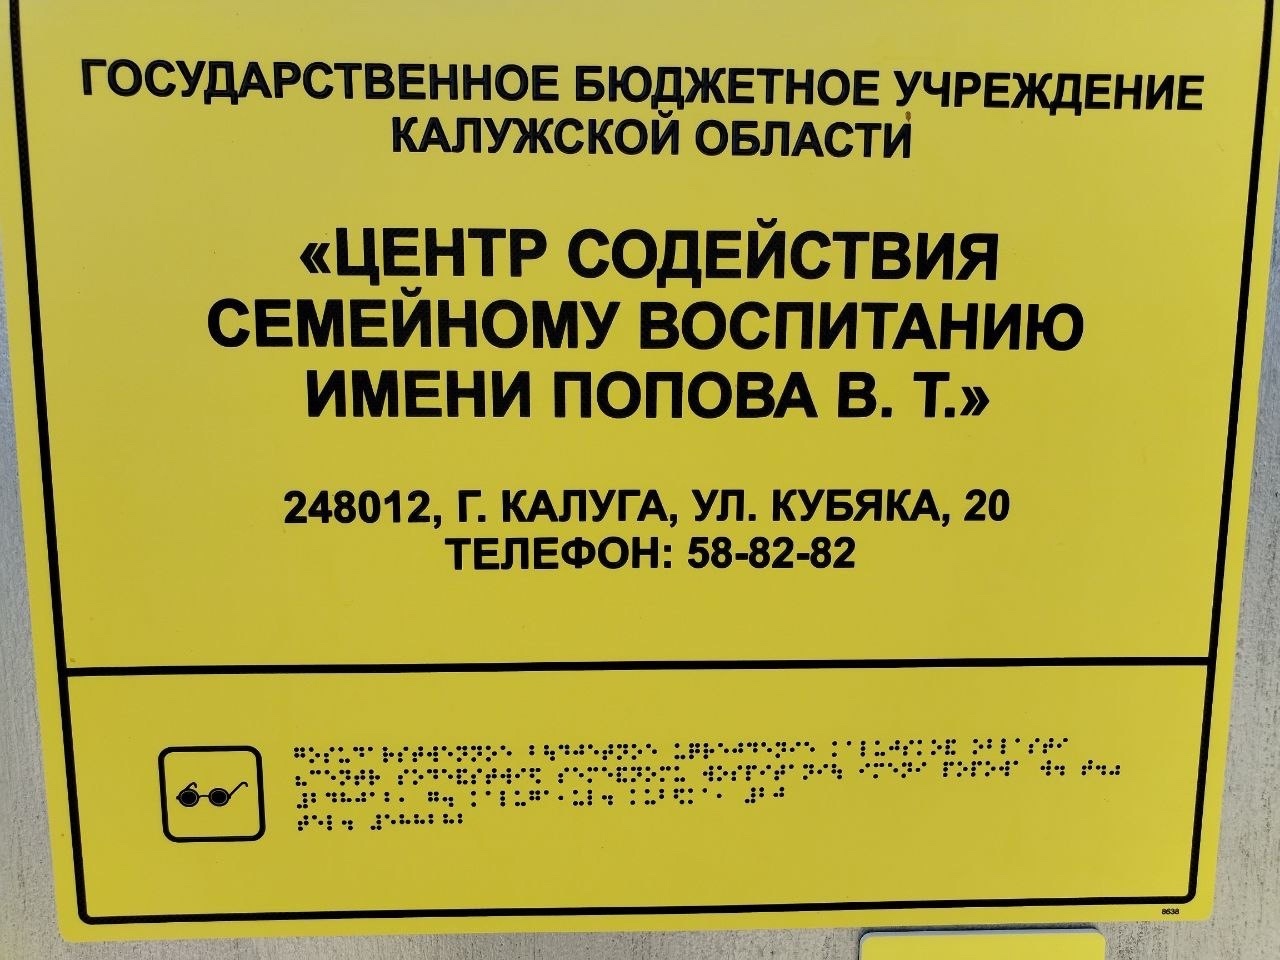 ГОСУДАРСТВЕННОЕ БЮДЖЕТНОЕ УЧРЕЖДЕНИЕ
КАЛУЖСКОЙ ОБЛАСТИ
«ЦЕНТР СОДЕЙСТВИЯ
СЕМЕЙНОМУ ВОСПИТАНИЮ
ИМЕНИ ПОПОВА В. Т.»
248012, Г. КАЛУГА, УЛ. КУБЯКА, 20
ТЕЛЕФОН: 58-82-82
8638